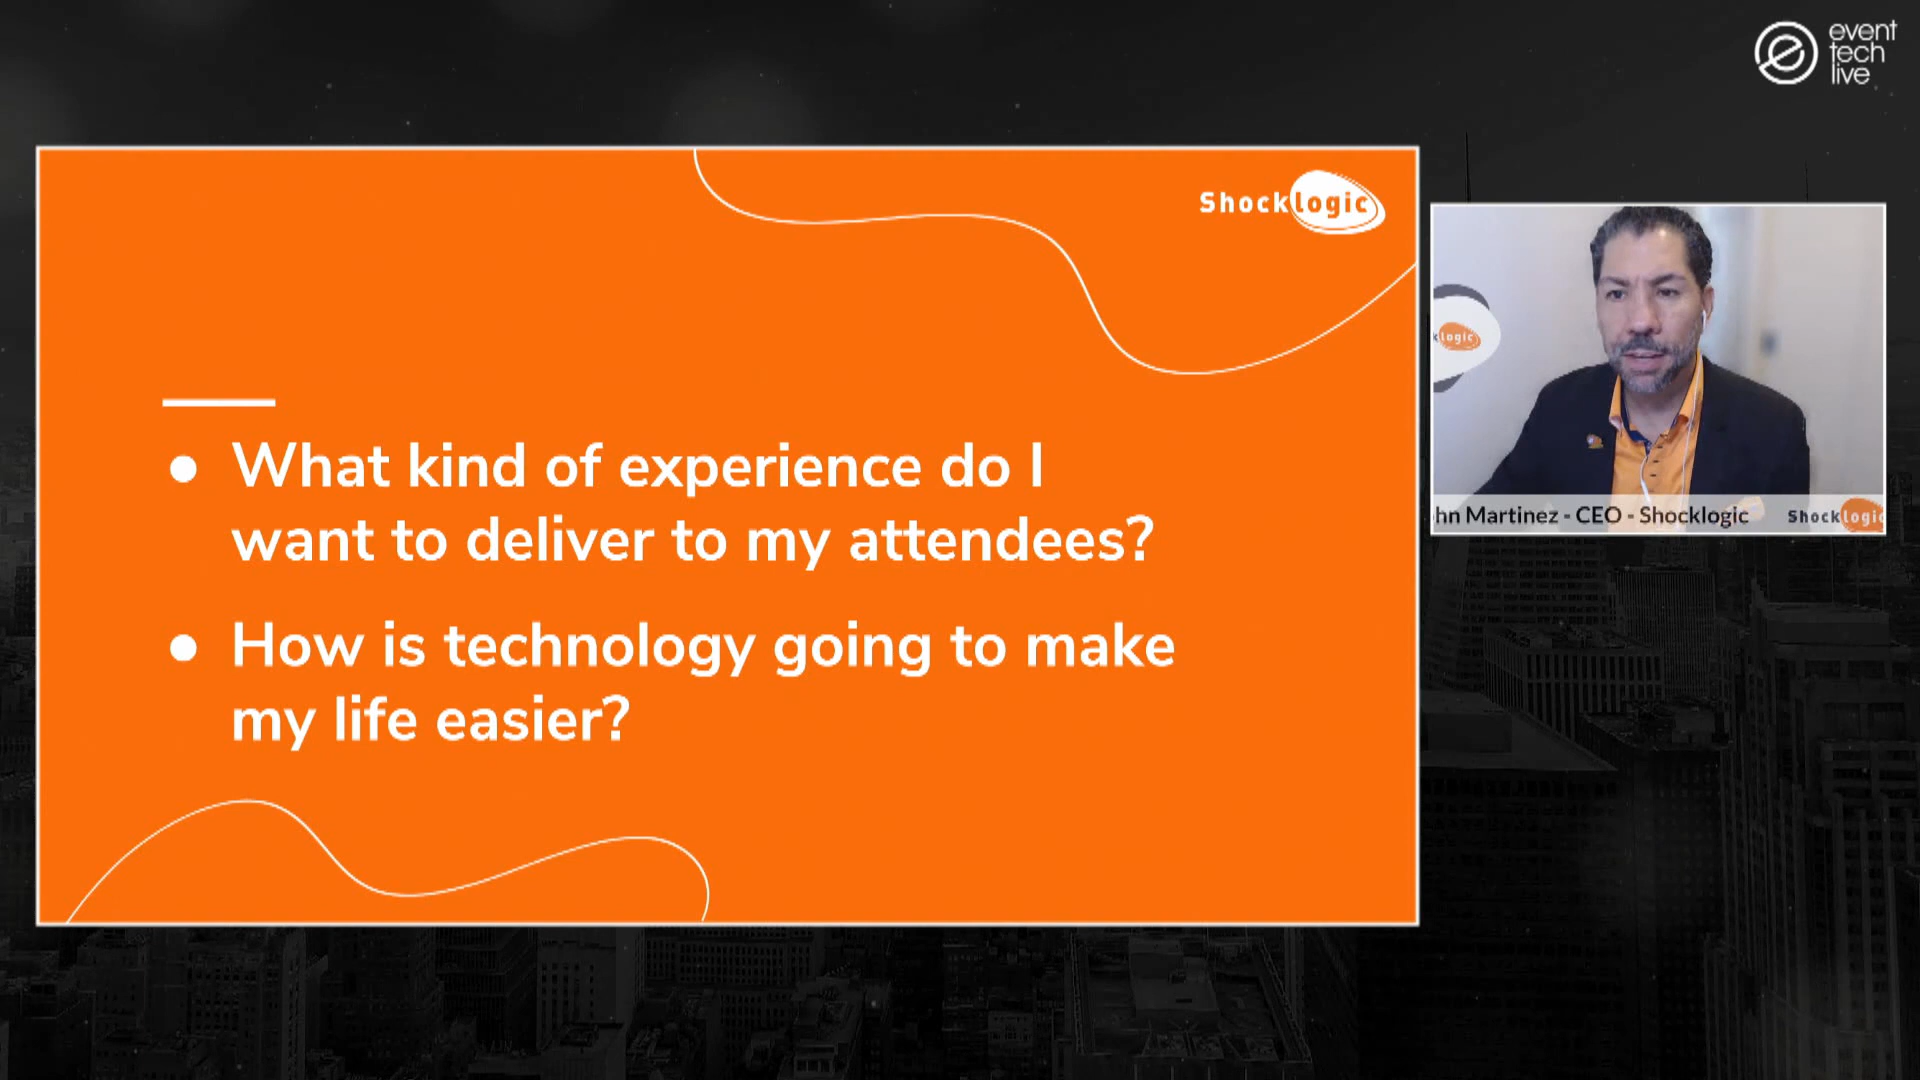 event
tech
live
Shocklogic
● What kind of experience do I
want to deliver to my attendees?
● How is technology going to make
my life easier?
klogic
hn Martinez - CEO - Shocklogic
Shocklogic